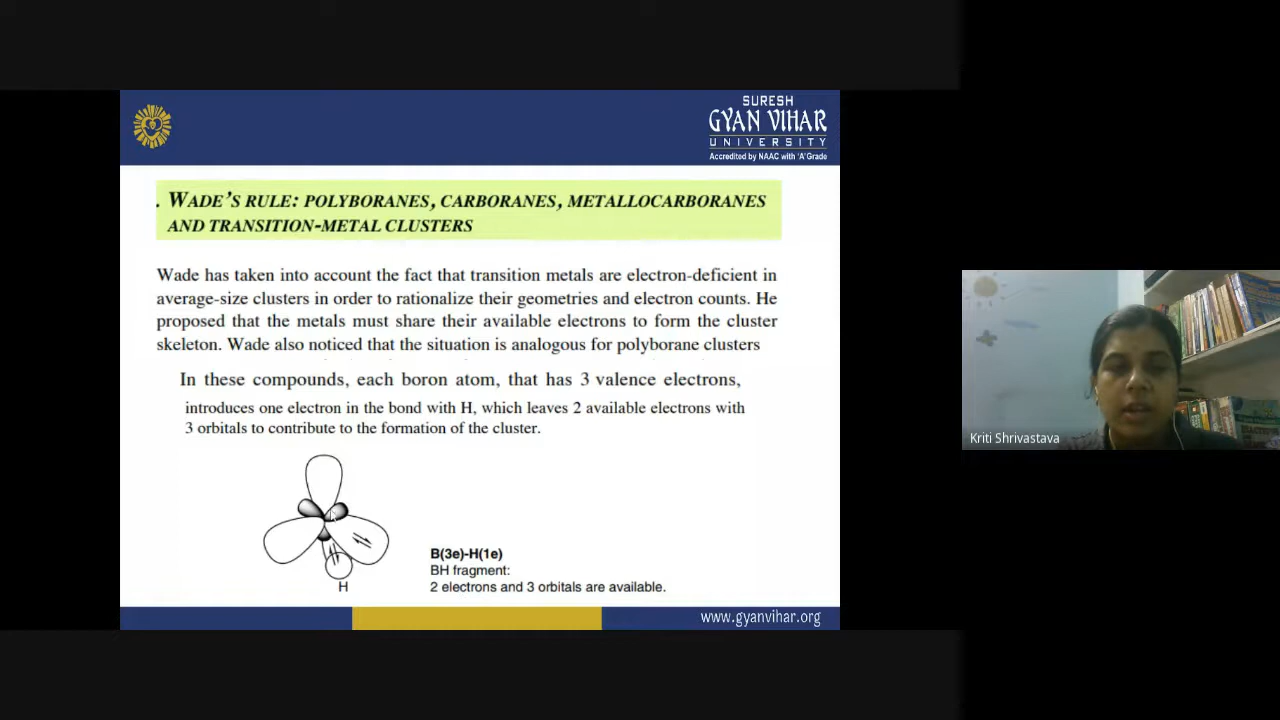 SURESH
GYAN VIHAR
UNIVERSITY
Accredited by NAAC with 'A' Grade
. WADE'S RULE: POLYBORANES, CARBORANES, METALLOCARBORANES
AND TRANSITION-METAL CLUSTERS
Wade has taken into account the fact that transition metals are electron-deficient in
average-size clusters in order to rationalize their geometries and electron counts. He
proposed that the metals must share their available electrons to form the cluster
skeleton. Wade also noticed that the situation is analogous for polyborane clusters
In these compounds, each boron atom, that has 3 valence electrons,
introduces one electron in the bond with H, which leaves 2 available electrons with
3 orbitals to contribute to the formation of the cluster.
H
B(3e)-H(1e)
BH fragment:
2 electrons and 3 orbitals are available.
www.gyanvihar.org
Kriti Shrivastava